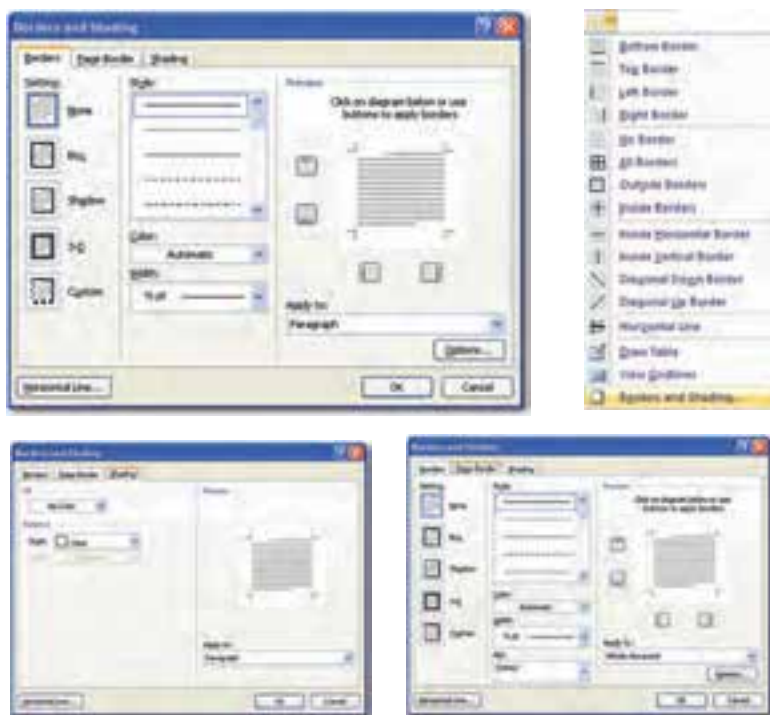 Borders and Shading
Borders Page Border Shading
Setting:
None
Box
Shadow
3-D
Custom
Style:
Color:
Automatic
Width:
½ pt
Preview
Click on diagram below or use
buttons to apply borders
Apply to:
Paragraph
Options...
Horizontal Line...
OK Cancel
Bottom Border
Top Border
Left Border
Right Border
No Border
All Borders
Outside Borders
Inside Borders
Inside Horizontal Border
Inside Vertical Border
Diagonal Down Border
Diagonal Up Border
Horizontal Line
Draw Table
View Gridlines
Borders and Shading...
Borders and Shading
Borders Page Border Shading
Fill
No Color
Patterns
Style: Clear
Preview
Apply to:
Paragraph
Horizontal Line...
OK Cancel
Borders and Shading
Borders Page Border Shading
Setting:
None
Box
Shadow
3-D
Custom
Style:
Color:
Automatic
Width:
½ pt
Art:
(none)
Preview
Click on diagram below or use
buttons to apply borders
Apply to:
Whole document
Options...
Horizontal Line...
OK Cancel